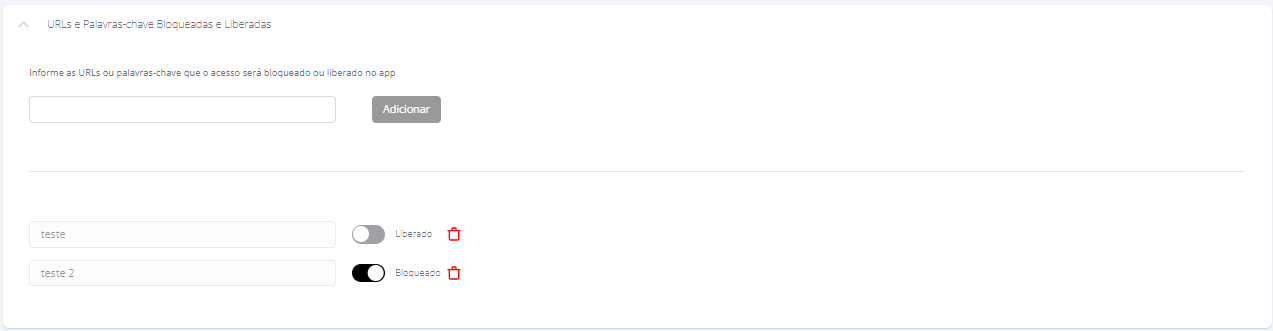 URLs e Palavras-chave Bloqueadas e Liberadas
Informe as URLs ou palavras-chave que o acesso será bloqueado ou liberado no app
Adicionar
teste
Liberado
teste 2
Bloqueado